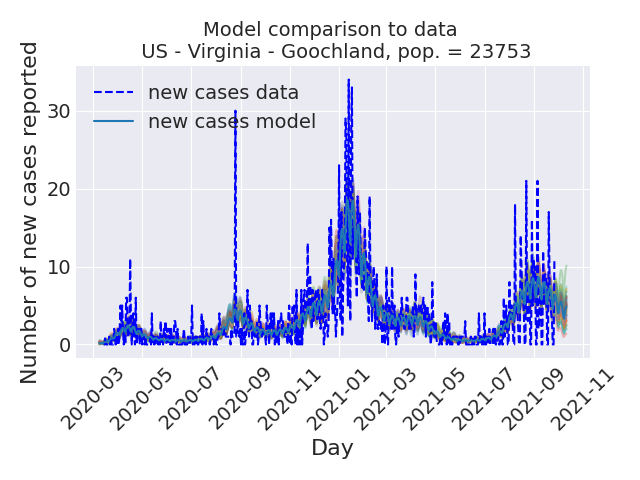 Model comparison to data
US - Virginia - Goochland, pop. = 23753
Number of new cases reported
30
20
10
0
new cases data
new cases model
2020-03
2020-05
2020-07
2020-09
2020-11
2021-01
2021-03
2021-05
2021-07
2021-09
2021-11
Day